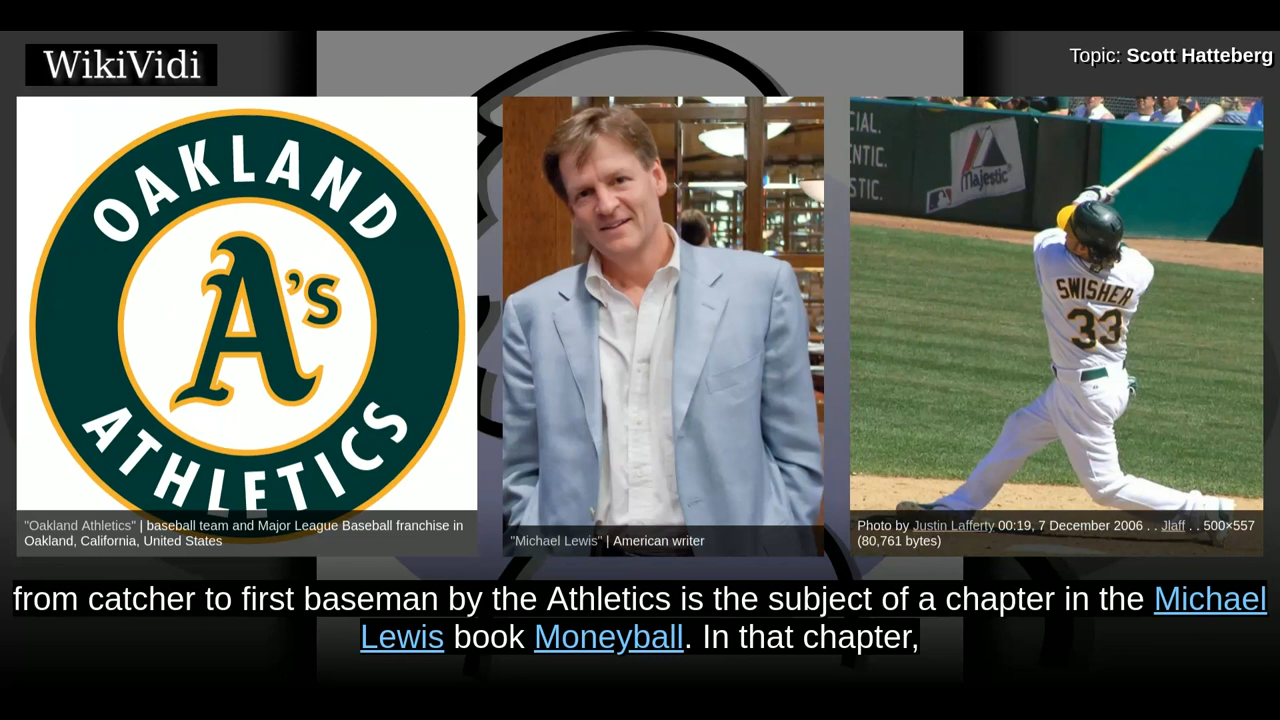 WikiVidi
Topic: Scott Hatteberg
OAKLAND
A's
ATHLETICS
"Oakland Athletics" | baseball team and Major League Baseball franchise in
Oakland, California, United States
"Michael Lewis" | American writer
CIAL.
ENTIC.
STIC.
Majestic
SWISHER
33
Photo by Justin Lafferty 00:19, 7 December 2006 . . Jlaff . . 500×557
(80,761 bytes)
from catcher to first baseman by the Athletics is the subject of a chapter in the Michael
Lewis book Moneyball. In that chapter,